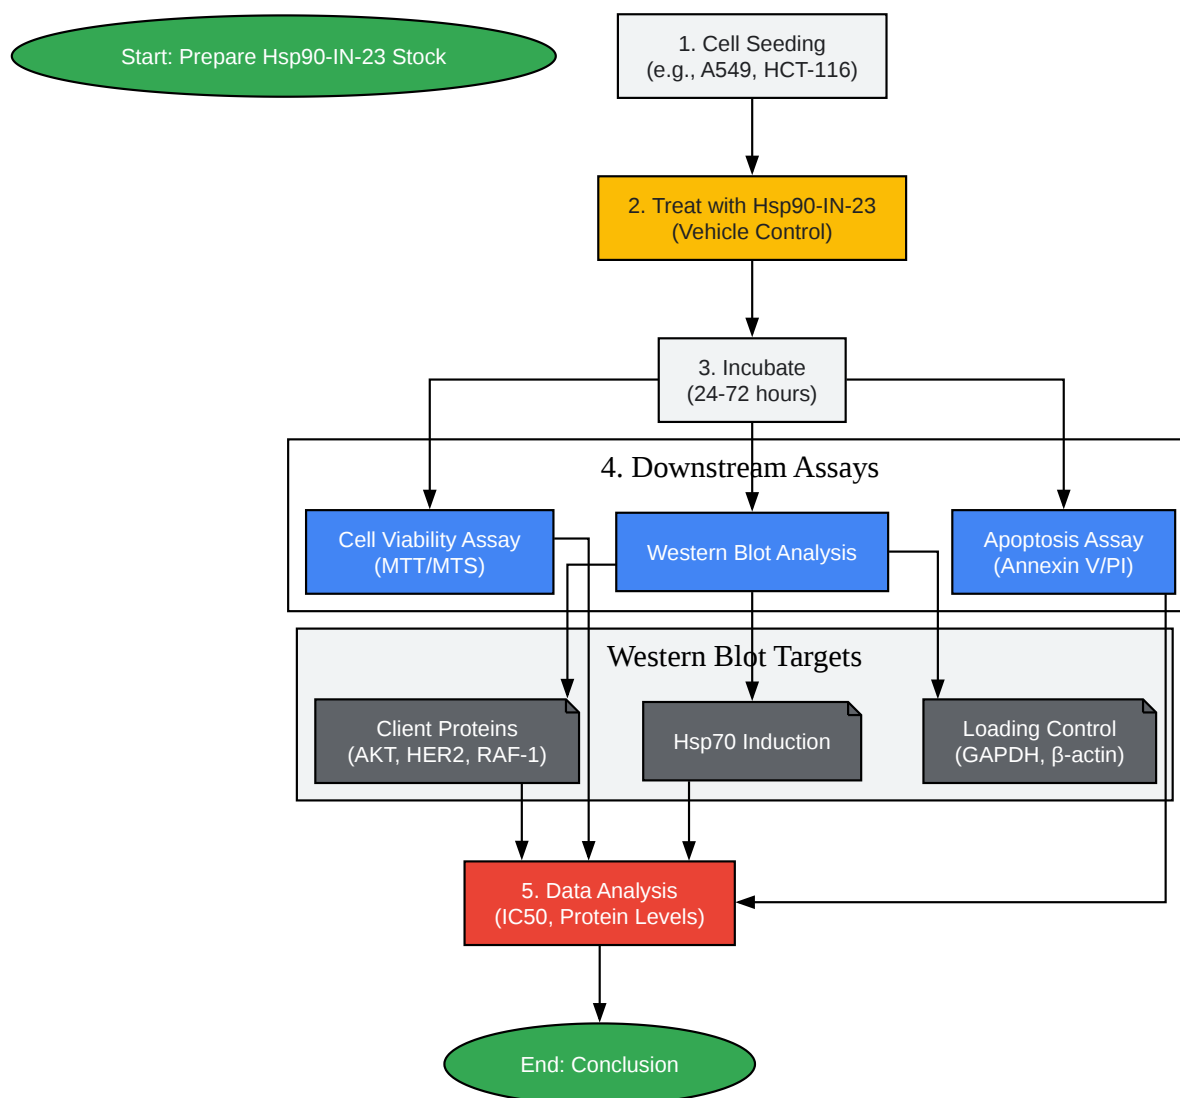 Start: Prepare Hsp90-IN-23 Stock
1. Cell Seeding
(e.g., A549, HCT-116)
2. Treat with Hsp90-IN-23
(Vehicle Control)
3. Incubate
(24-72 hours)
4. Downstream Assays
Cell Viability Assay
(MTT/MTS)
Western Blot Analysis
Apoptosis Assay
(Annexin V/PI)
Western Blot Targets
Client Proteins
(AKT, HER2, RAF-1)
Hsp70 Induction
Loading Control
(GAPDH, β-actin)
5. Data Analysis
(IC50, Protein Levels)
End: Conclusion